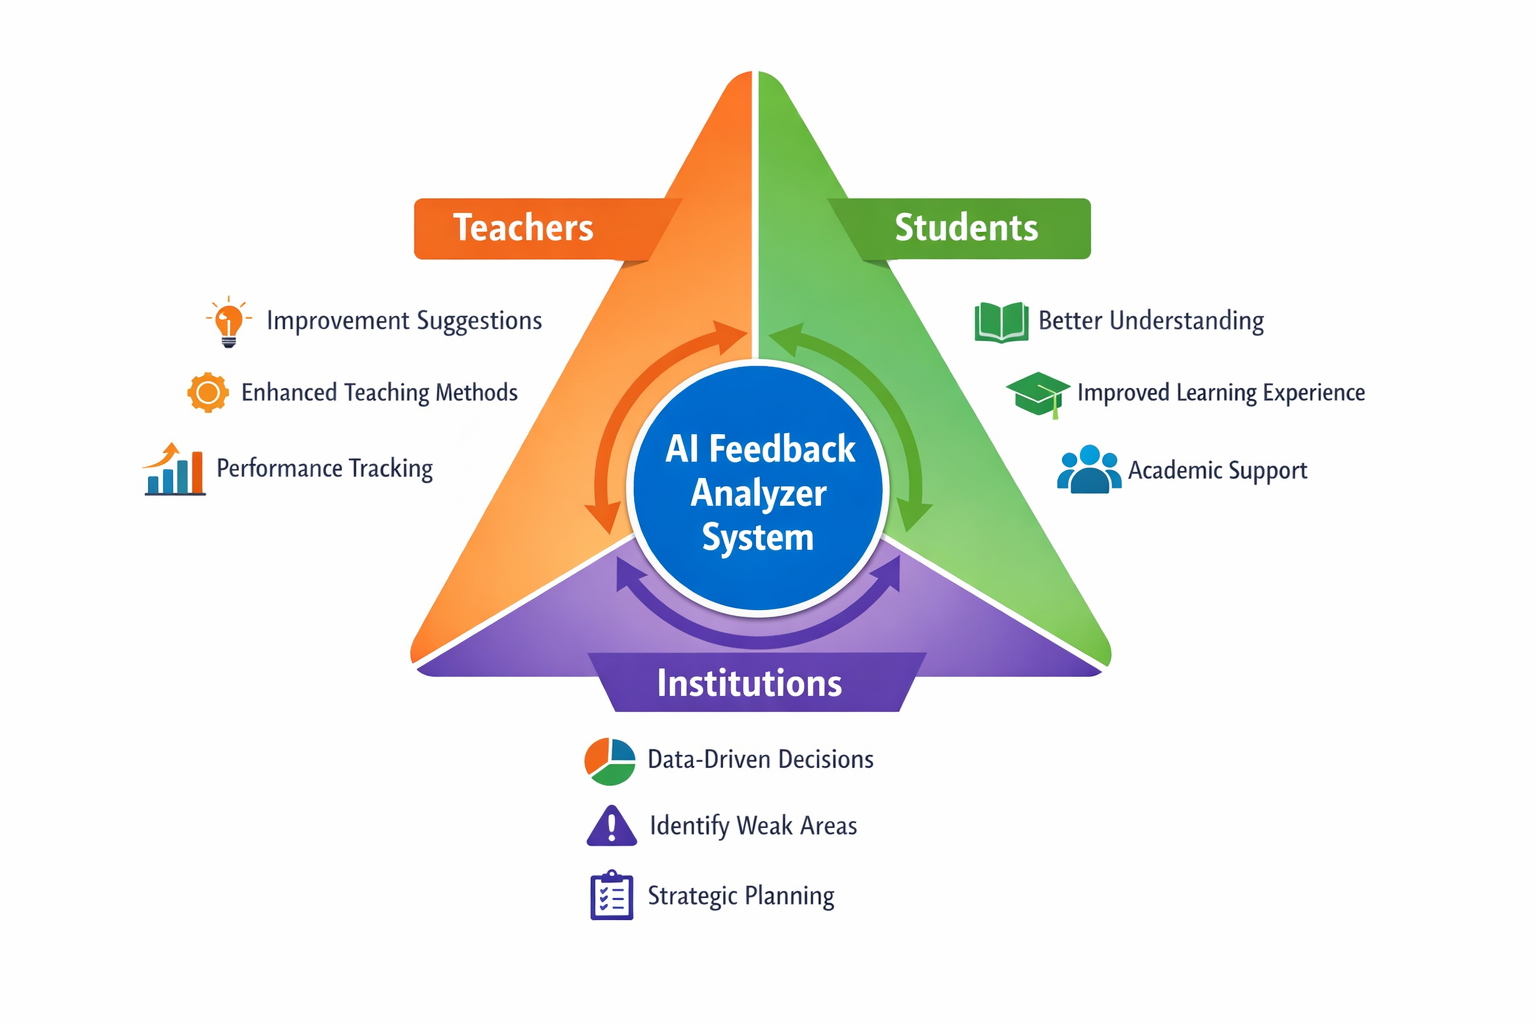 Teachers
Improvement Suggestions
Enhanced Teaching Methods
Performance Tracking
Students
Better Understanding
Improved Learning Experience
Academic Support
AI Feedback
Analyzer
System
Institutions
Data-Driven Decisions
Identify Weak Areas
Strategic Planning